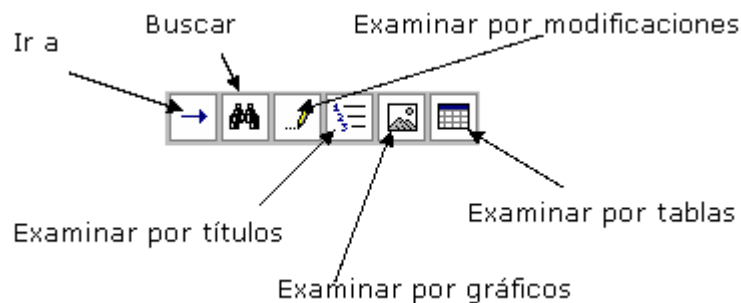 Ir a
Buscar
Examinar por modificaciones
Examinar por títulos
Examinar por tablas
Examinar por gráficos